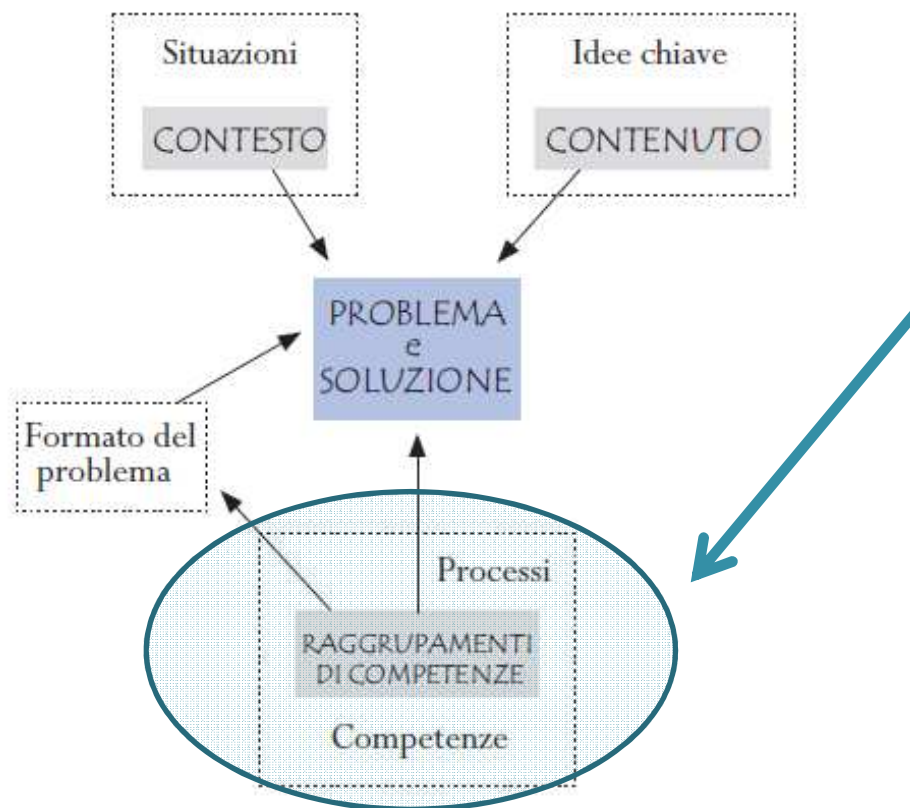 Situazioni
CONTESTO
Idee chiave
CONTENUTO
PROBLEMA
e
SOLUZIONE
Formato del
problema
Processi
RAGGRUPAMENTI
DI COMPETENZE
Competenze